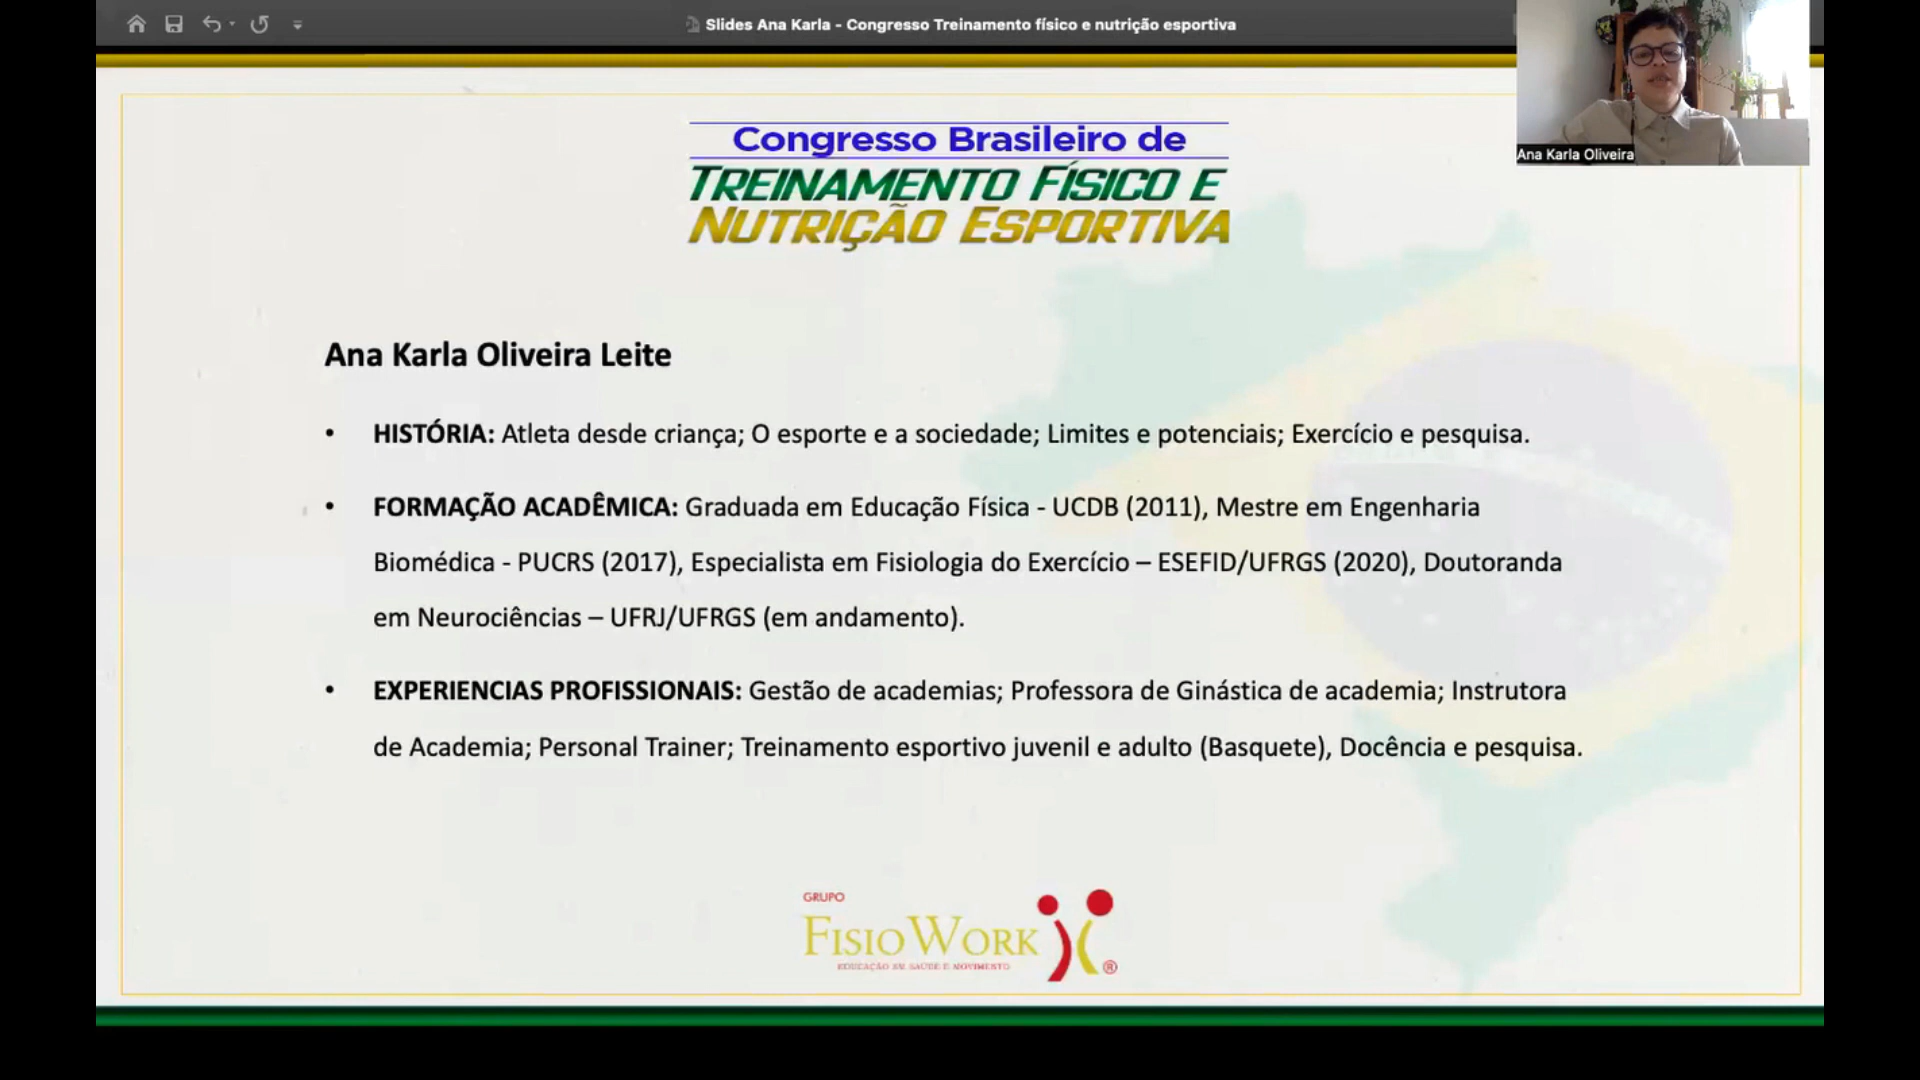 Slides Ana Karla - Congresso Treinamento físico e nutrição esportiva
Ana Karla Oliveira
Congresso Brasileiro de
TREINAMENTO FÍSICO E
NUTRIÇÃO ESPORTIVA
Ana Karla Oliveira Leite
• HISTÓRIA: Atleta desde criança; O esporte e a sociedade; Limites e potenciais; Exercício e pesquisa.
• FORMAÇÃO ACADÊMICA: Graduada em Educação Física - UCDB (2011), Mestre em Engenharia
Biomédica - PUCRS (2017), Especialista em Fisiologia do Exercício – ESEFID/UFRGS (2020), Doutoranda
em Neurociências – UFRJ/UFRGS (em andamento).
• EXPERIENCIAS PROFISSIONAIS: Gestão de academias; Professora de Ginástica de academia; Instrutora
de Academia; Personal Trainer; Treinamento esportivo juvenil e adulto (Basquete), Docência e pesquisa.
GRUPO
FISIOWORK
EDUCAÇÃO EM SAÚDE E MOVIMENTO
®